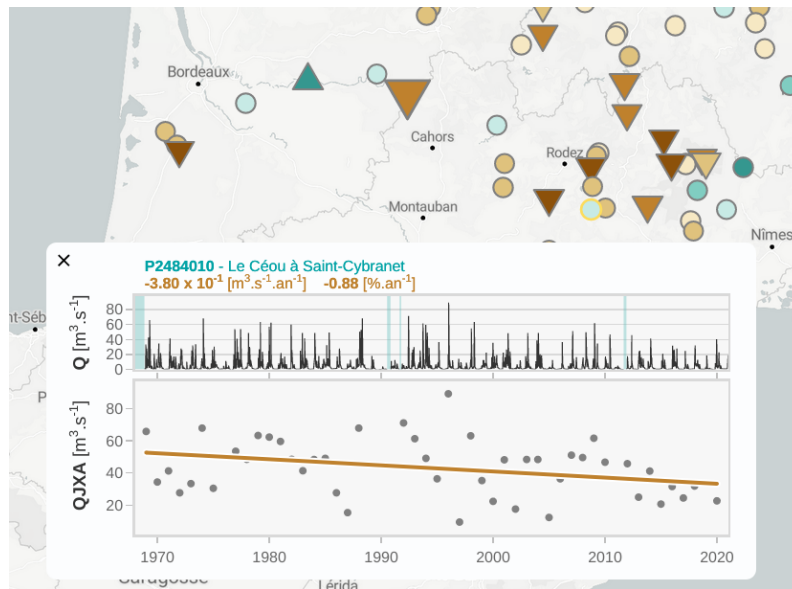 Bordeaux
Cahors
Rodez
Montauban
Nîmes
×
P2484010 - Le Céou à Saint-Cybranet
-3.80 x 10⁻¹ [m³.s⁻¹.an⁻¹] -0.88 [%.an⁻¹]
Q [m³.s⁻¹]
80
60
40
20
0
QJXA [m³.s⁻¹]
80
60
40
20
1970 1980 1990 2000 2010 2020
nt-Séb
P
Saragosse
Lérida